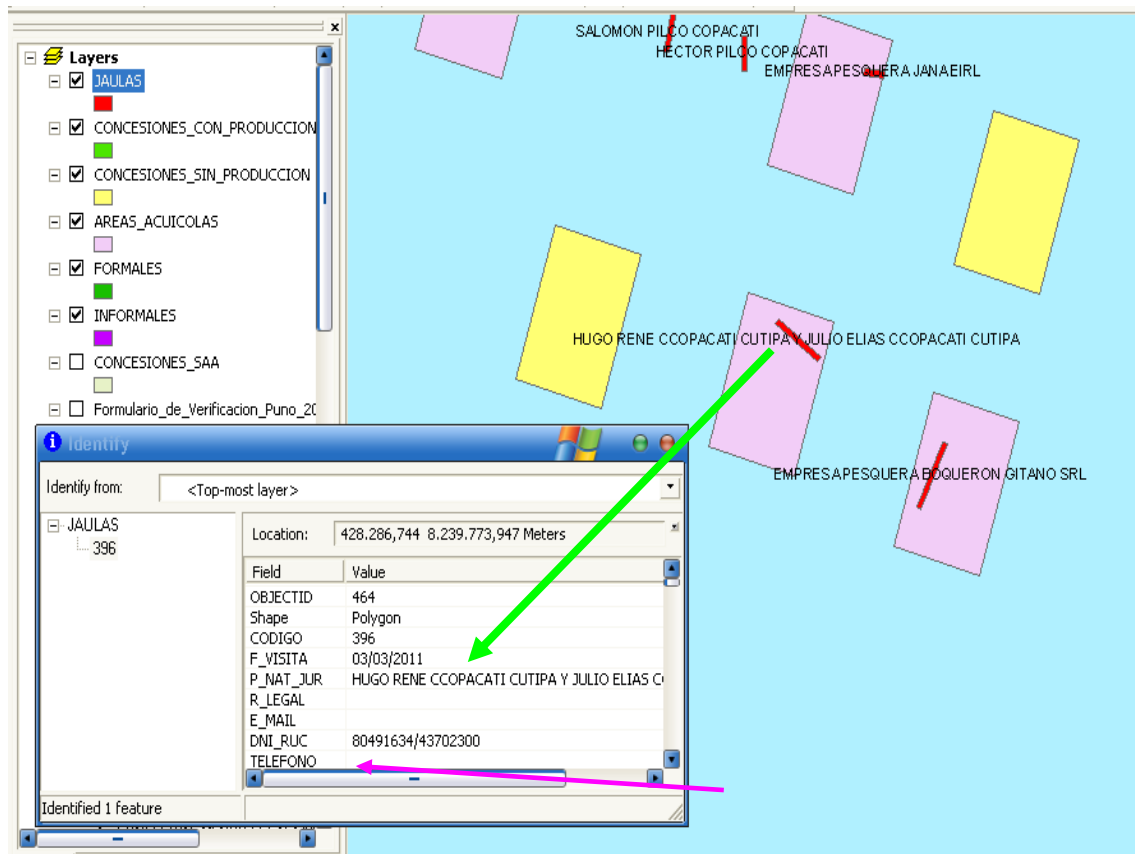 Layers
JAULAS
CONCESIONES_CON_PRODUCCION
CONCESIONES_SIN_PRODUCCION
AREAS_ACUICOLAS
FORMALES
INFORMALES
CONCESIONES_SAA
Formulario_de_Verificacion_Puno_20
SALOMON PILCO COPACATI
HECTOR PILCO COPACATI
EMPRESA PESQUERA JANAEIRL
HUGO RENE CCOPACATI CUTIPA Y JULIO ELIAS CCOPACATI CUTIPA
EMPRESA PESQUERA BOQUERON GITANO SRL
Identify
Identify from: <Top-most layer>
JAULAS
396
Location: 428.286,744 8.239.773,947 Meters
Field Value
OBJECTID 464
Shape Polygon
CODIGO 396
F_VISITA 03/03/2011
P_NAT_JUR HUGO RENE CCOPACATI CUTIPA Y JULIO ELIAS C
R_LEGAL
E_MAIL
DNI_RUC 80491634/43702300
TELEFONO
Identified 1 feature